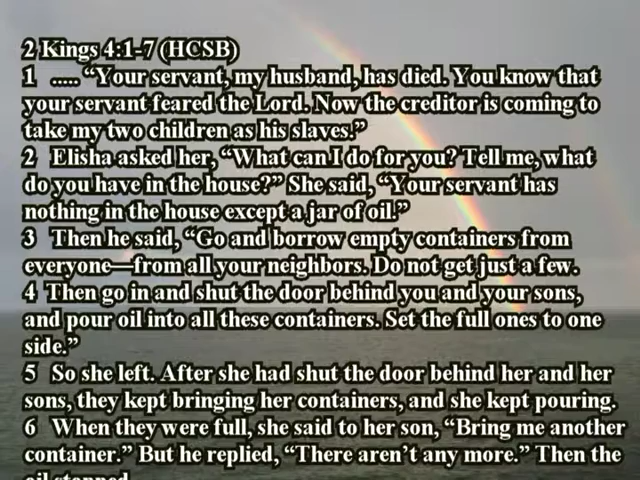 2 Kings 4:1-7 (HCSB)
1 ..... “Your servant, my husband, has died. You know that
your servant feared the Lord. Now the creditor is coming to
take my two children as his slaves.”
2 Elisha asked her, “What can I do for you? Tell me, what
do you have in the house?” She said, “Your servant has
nothing in the house except a jar of oil.”
3 Then he said, “Go and borrow empty containers from
everyone—from all your neighbors. Do not get just a few.
4 Then go in and shut the door behind you and your sons,
and pour oil into all these containers. Set the full ones to one
side.”
5 So she left. After she had shut the door behind her and her
sons, they kept bringing her containers, and she kept pouring.
6 When they were full, she said to her son, “Bring me another
container.” But he replied, “There aren’t any more.” Then the
oil stopped